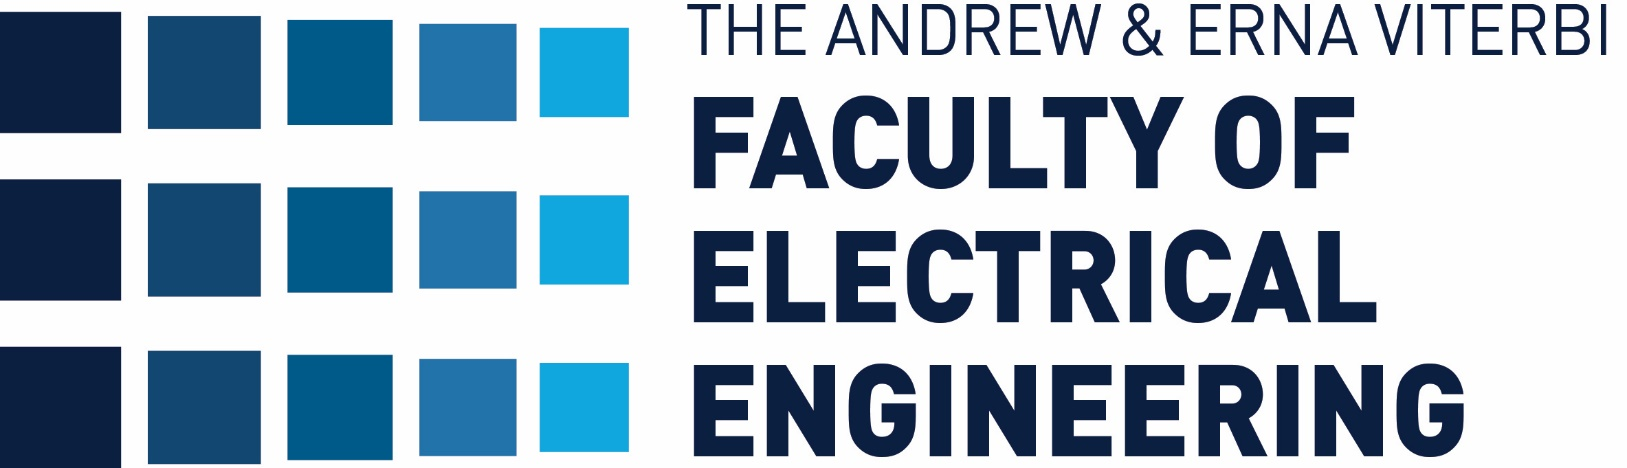 THE ANDREW & ERNA VITERBI
FACULTY OF
ELECTRICAL
ENGINEERING